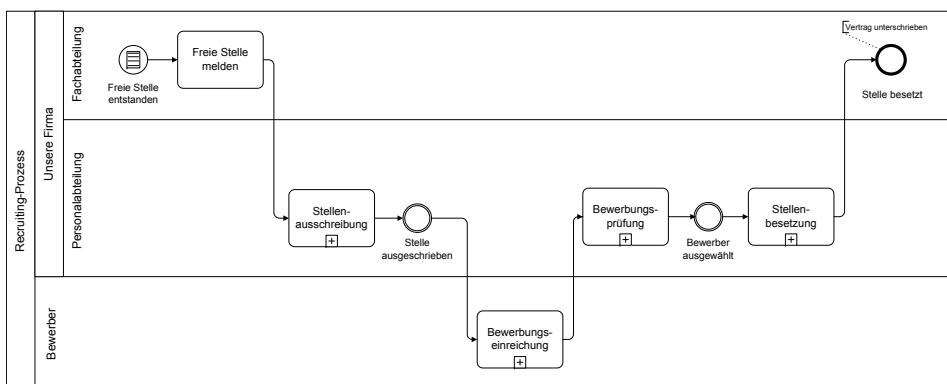 Recruiting-Prozess
Unsere Firma
Fachabteilung
Freie Stelle
entstanden
Freie Stelle
melden
Vertrag unterschrieben
Stelle besetzt
Personalabteilung
Stellen-
ausschreibung
Stelle
ausgeschrieben
Bewerbungs-
prüfung
Bewerber
ausgewählt
Stellen-
besetzung
Bewerber
Bewerbungs-
einreichung